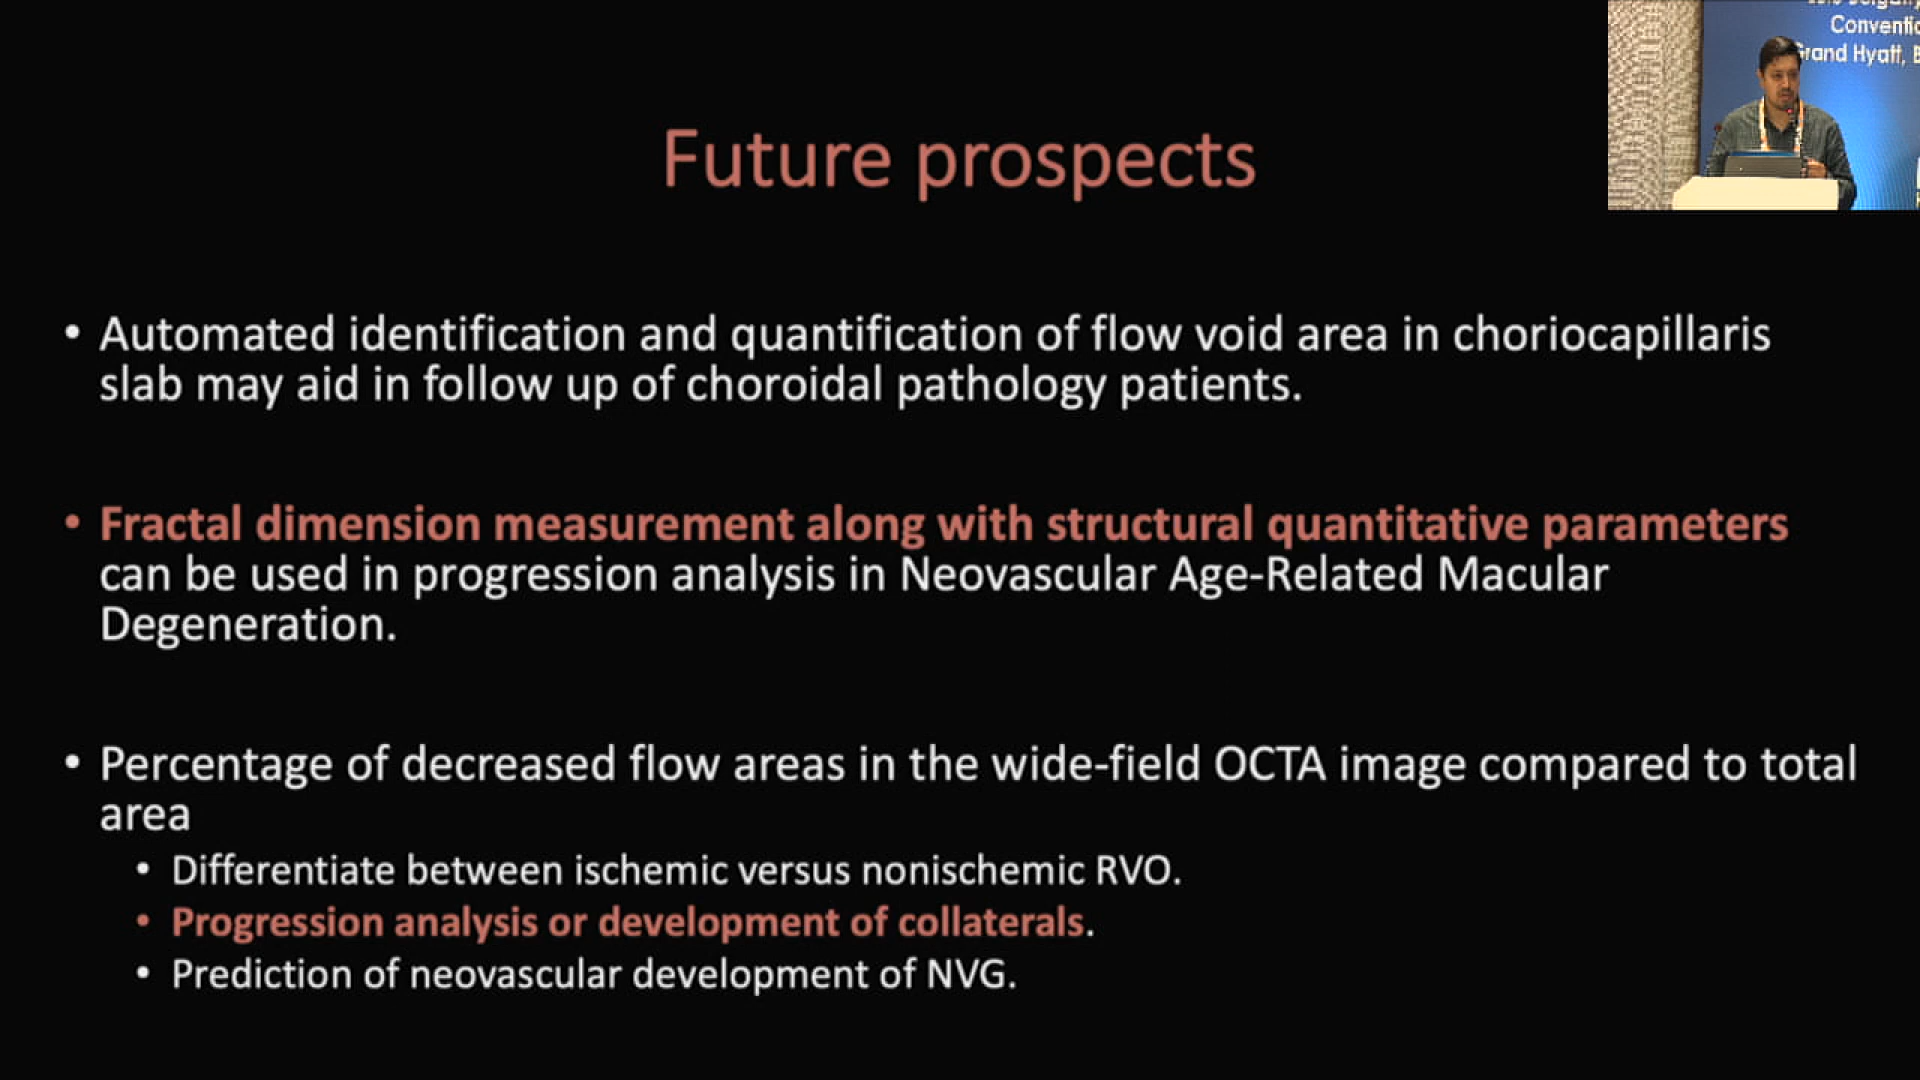 Conventio
Grand Hyatt, B
Future prospects
• Automated identification and quantification of flow void area in choriocapillaris
slab may aid in follow up of choroidal pathology patients.
• Fractal dimension measurement along with structural quantitative parameters
can be used in progression analysis in Neovascular Age-Related Macular
Degeneration.
• Percentage of decreased flow areas in the wide-field OCTA image compared to total
area
• Differentiate between ischemic versus nonischemic RVO.
• Progression analysis or development of collaterals.
• Prediction of neovascular development of NVG.